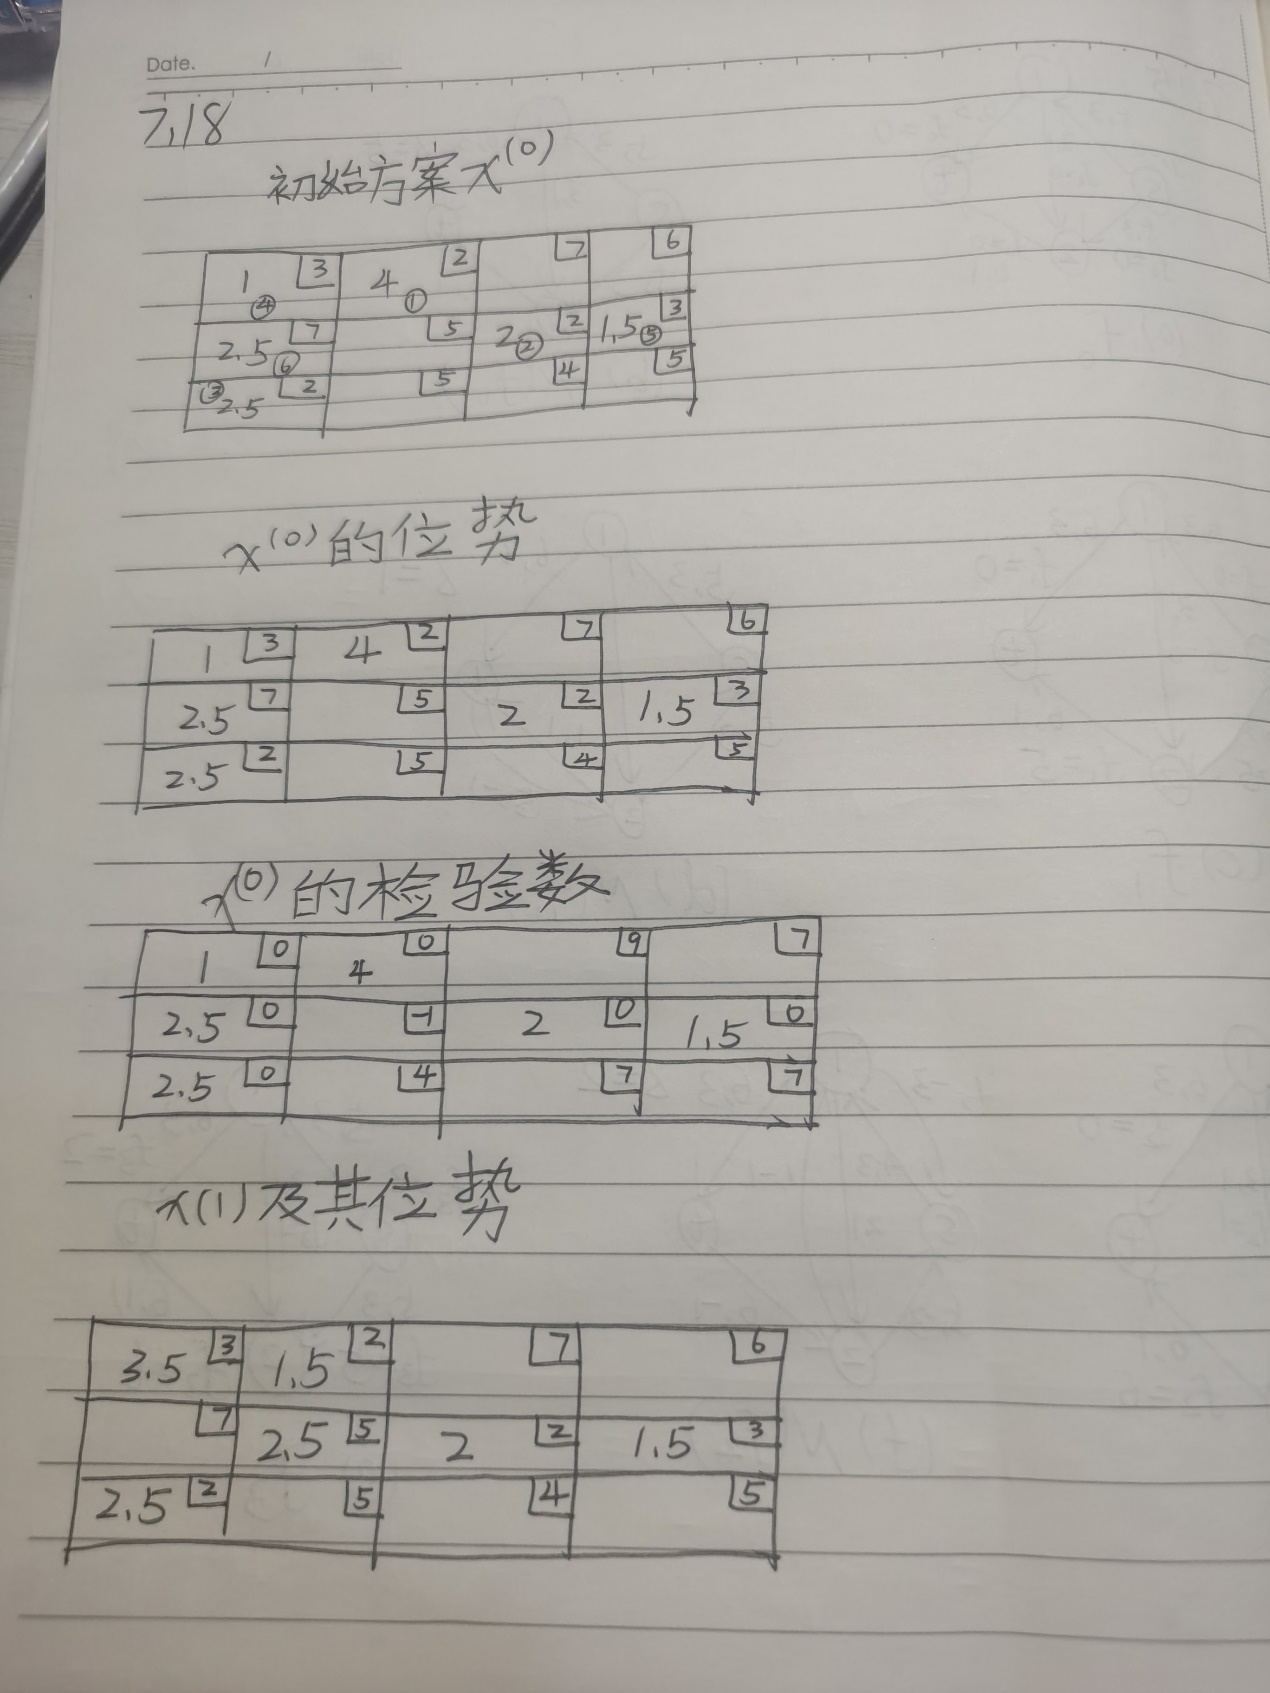 Date. /
7,18
初始方案x^(0)
1 ④ 3 4 ① 2 7 6
2.5 ⑥ 7 5 2 ② 2 1.5 ⑤ 3
③ 2.5 2 5 4 5
x^(0)的位势
1 3 4 2 7 6
2.5 7 5 2 2 1.5 3
2.5 2 5 4 5
x^(0)的检验数
1 0 4 0 9 7
2.5 0 -1 2 0 1.5 0
2.5 0 4 7 7
x(1)及其位势
3.5 3 1.5 2 7 6
7 2.5 5 2 2 1.5 3
2.5 2 5 4 5